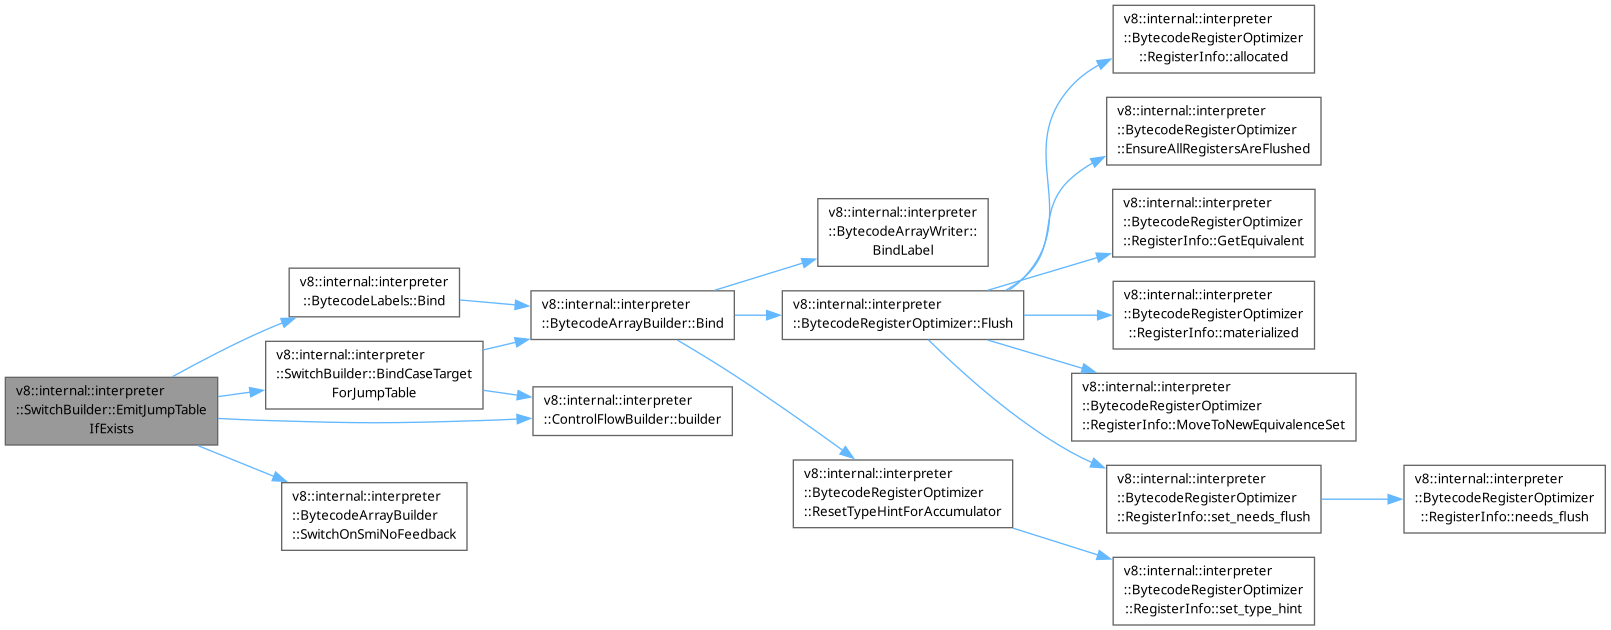 v8::internal::interpreter
::SwitchBuilder::EmitJumpTable
IfExists
v8::internal::interpreter
::BytecodeLabels::Bind
v8::internal::interpreter
::SwitchBuilder::BindCaseTarget
ForJumpTable
v8::internal::interpreter
::BytecodeArrayBuilder
::SwitchOnSmiNoFeedback
v8::internal::interpreter
::BytecodeArrayBuilder::Bind
v8::internal::interpreter
::ControlFlowBuilder::builder
v8::internal::interpreter
::BytecodeArrayWriter::
BindLabel
v8::internal::interpreter
::BytecodeRegisterOptimizer::Flush
v8::internal::interpreter
::BytecodeRegisterOptimizer
::ResetTypeHintForAccumulator
v8::internal::interpreter
::BytecodeRegisterOptimizer
::RegisterInfo::allocated
v8::internal::interpreter
::BytecodeRegisterOptimizer
::EnsureAllRegistersAreFlushed
v8::internal::interpreter
::BytecodeRegisterOptimizer
::RegisterInfo::GetEquivalent
v8::internal::interpreter
::BytecodeRegisterOptimizer
::RegisterInfo::materialized
v8::internal::interpreter
::BytecodeRegisterOptimizer
::RegisterInfo::MoveToNewEquivalenceSet
v8::internal::interpreter
::BytecodeRegisterOptimizer
::RegisterInfo::set_needs_flush
v8::internal::interpreter
::BytecodeRegisterOptimizer
::RegisterInfo::needs_flush
v8::internal::interpreter
::BytecodeRegisterOptimizer
::RegisterInfo::set_type_hint